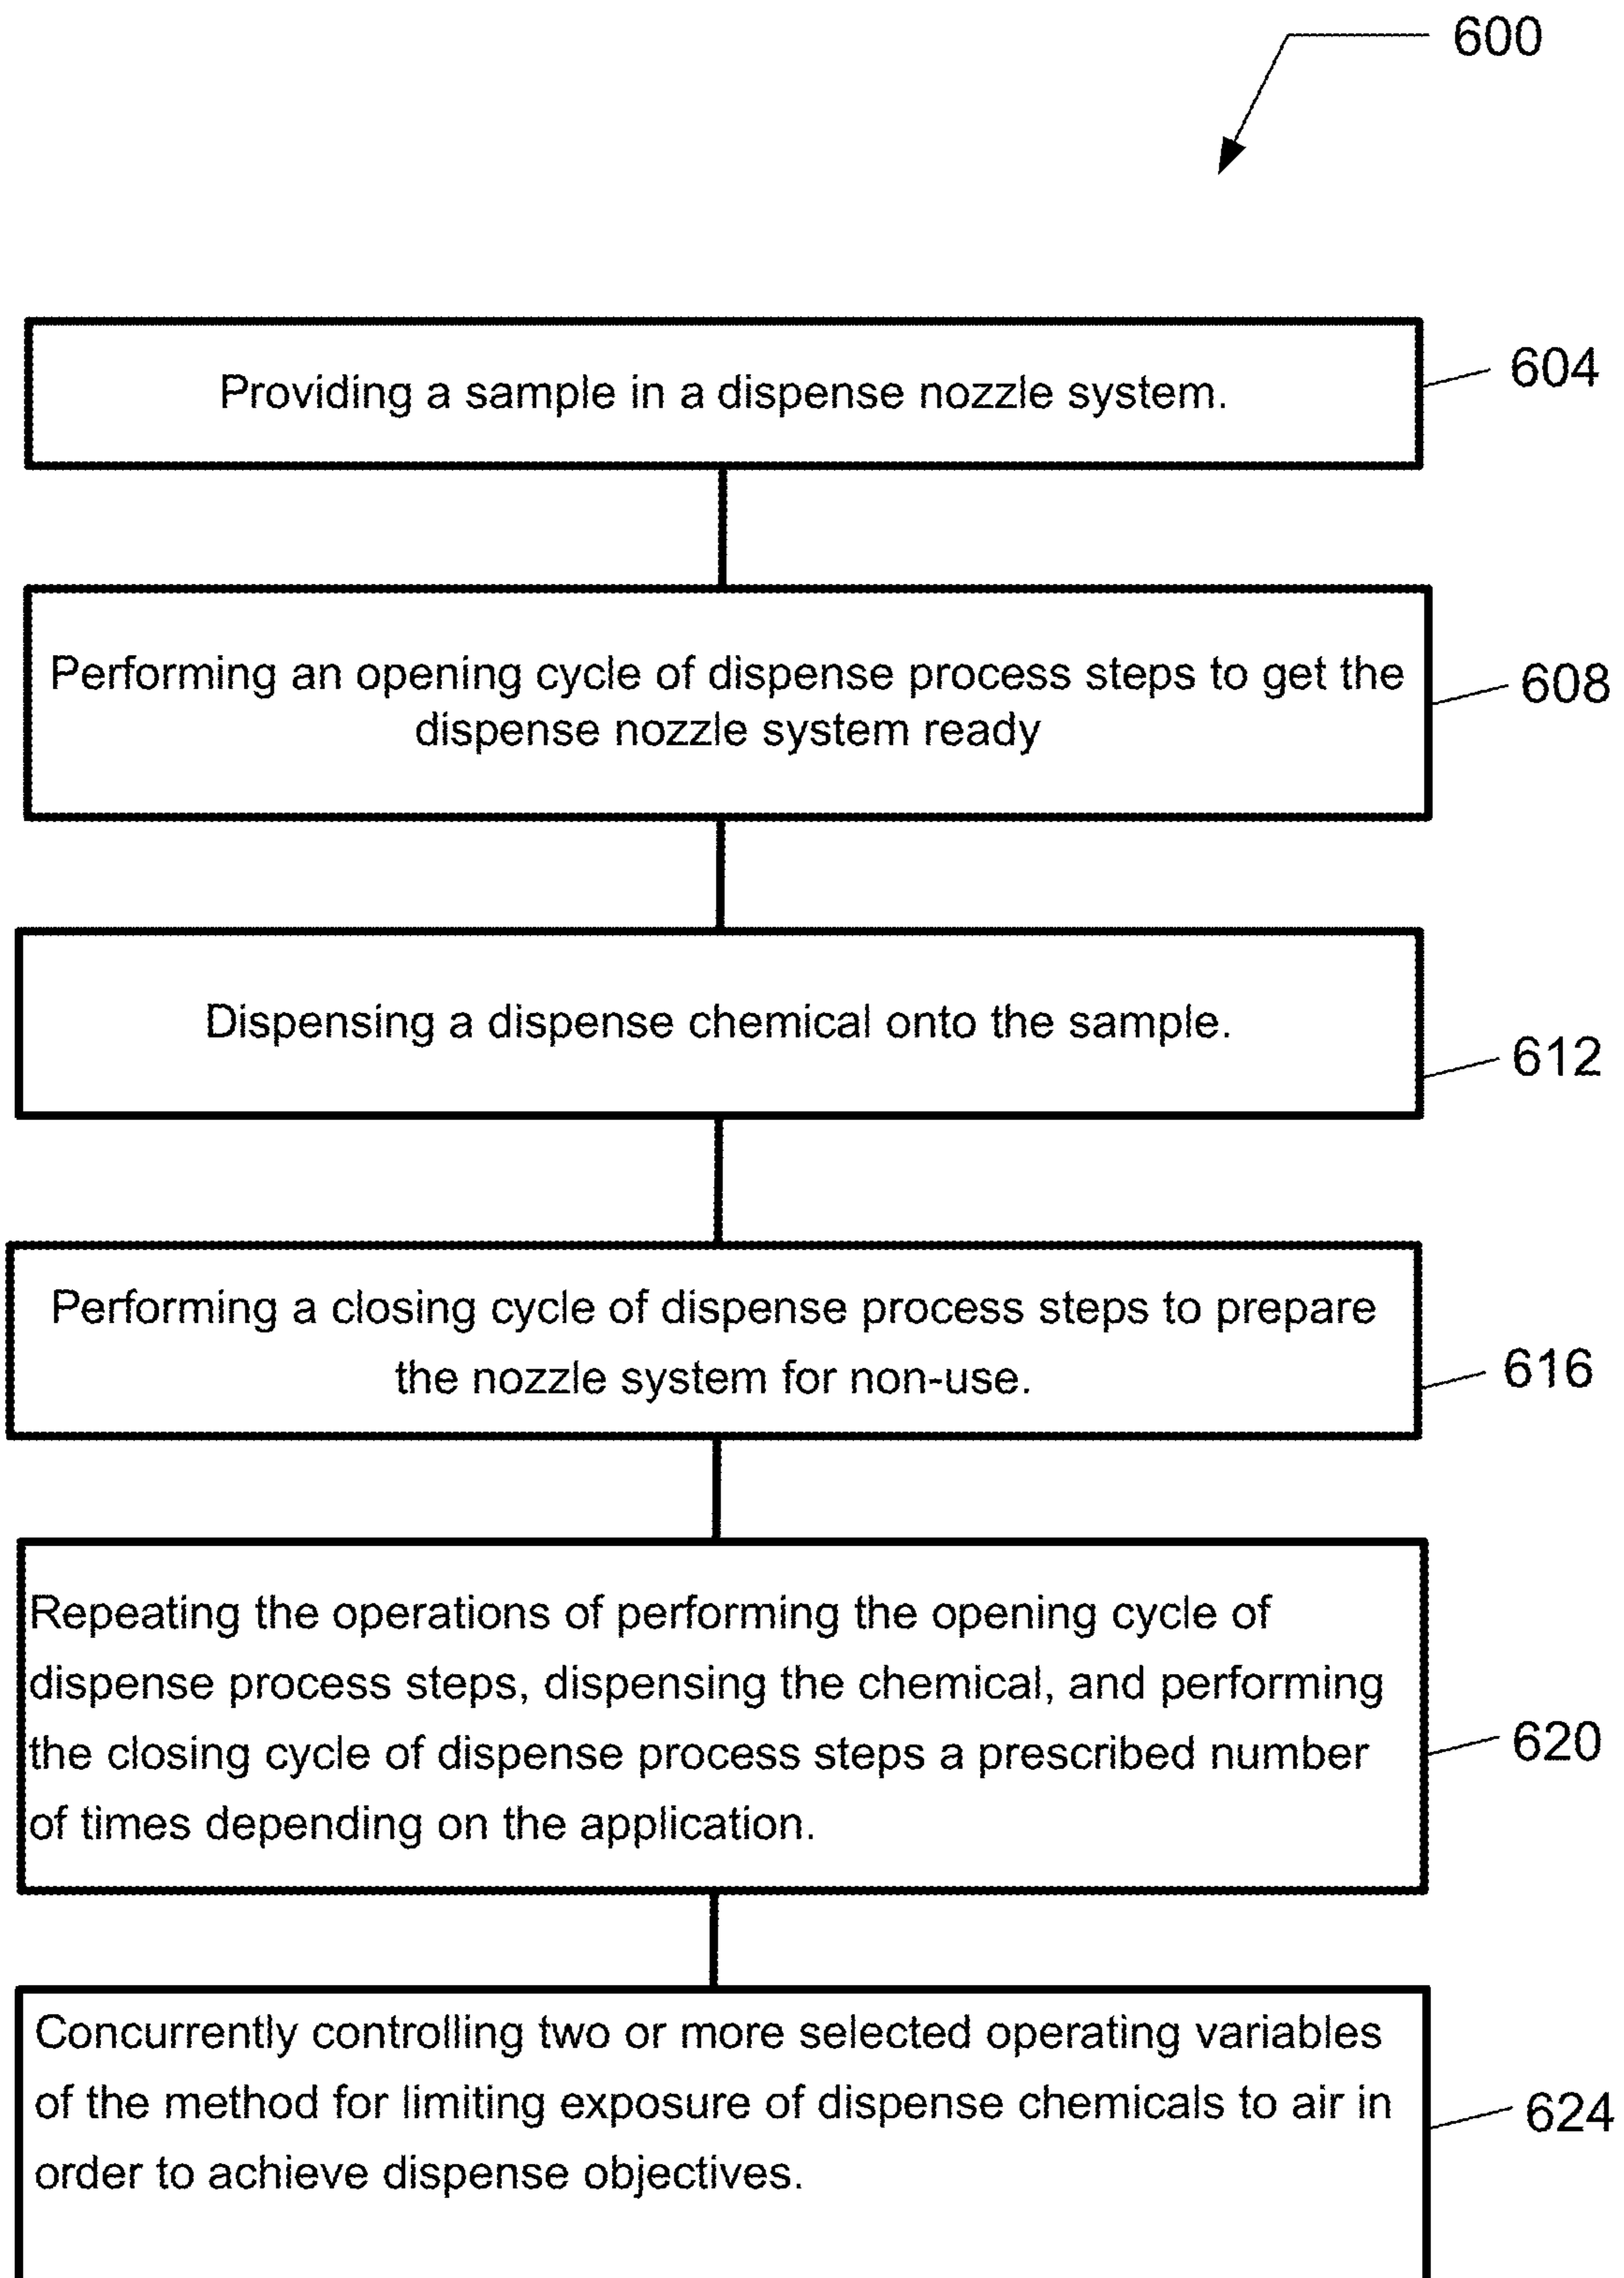 600
Providing a sample in a dispense nozzle system.
604
Performing an opening cycle of dispense process steps to get the
dispense nozzle system ready
608
Dispensing a dispense chemical onto the sample.
612
Performing a closing cycle of dispense process steps to prepare
the nozzle system for non-use.
616
Repeating the operations of performing the opening cycle of
dispense process steps, dispensing the chemical, and performing
the closing cycle of dispense process steps a prescribed number
of times depending on the application.
620
Concurrently controlling two or more selected operating variables
of the method for limiting exposure of dispense chemicals to air in
order to achieve dispense objectives.
624